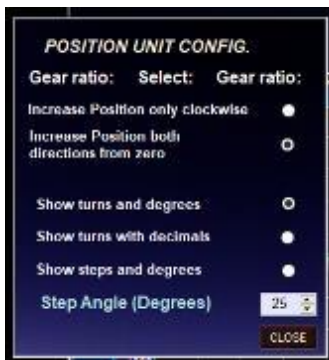 POSITION UNIT CONFIG.
Gear ratio: Select: Gear ratio:
Increase Position only clockwise
Increase Position both
directions from zero
Show turns and degrees
Show turns with decimals
Show steps and degrees
Step Angle (Degrees) 25
CLOSE